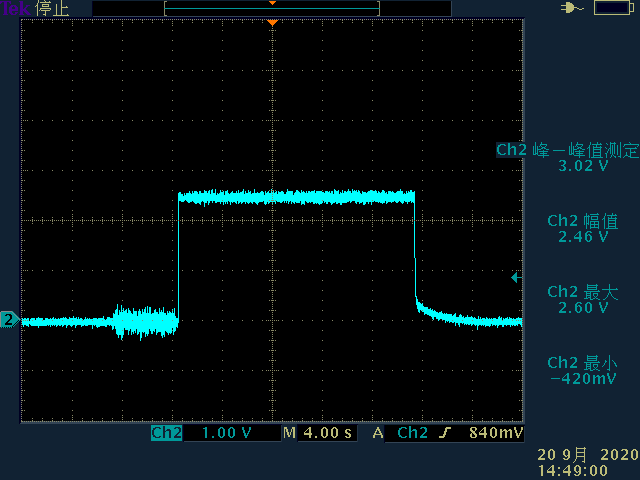 Tek 停止
Ch2 峰－峰值测定
3.02 V
Ch2 幅值
2.46 V
Ch2 最大
2.60 V
Ch2 最小
−420mV
2
Ch2 1.00 V M 4.00 s A Ch2 840mV
20 9月 2020
14:49:00